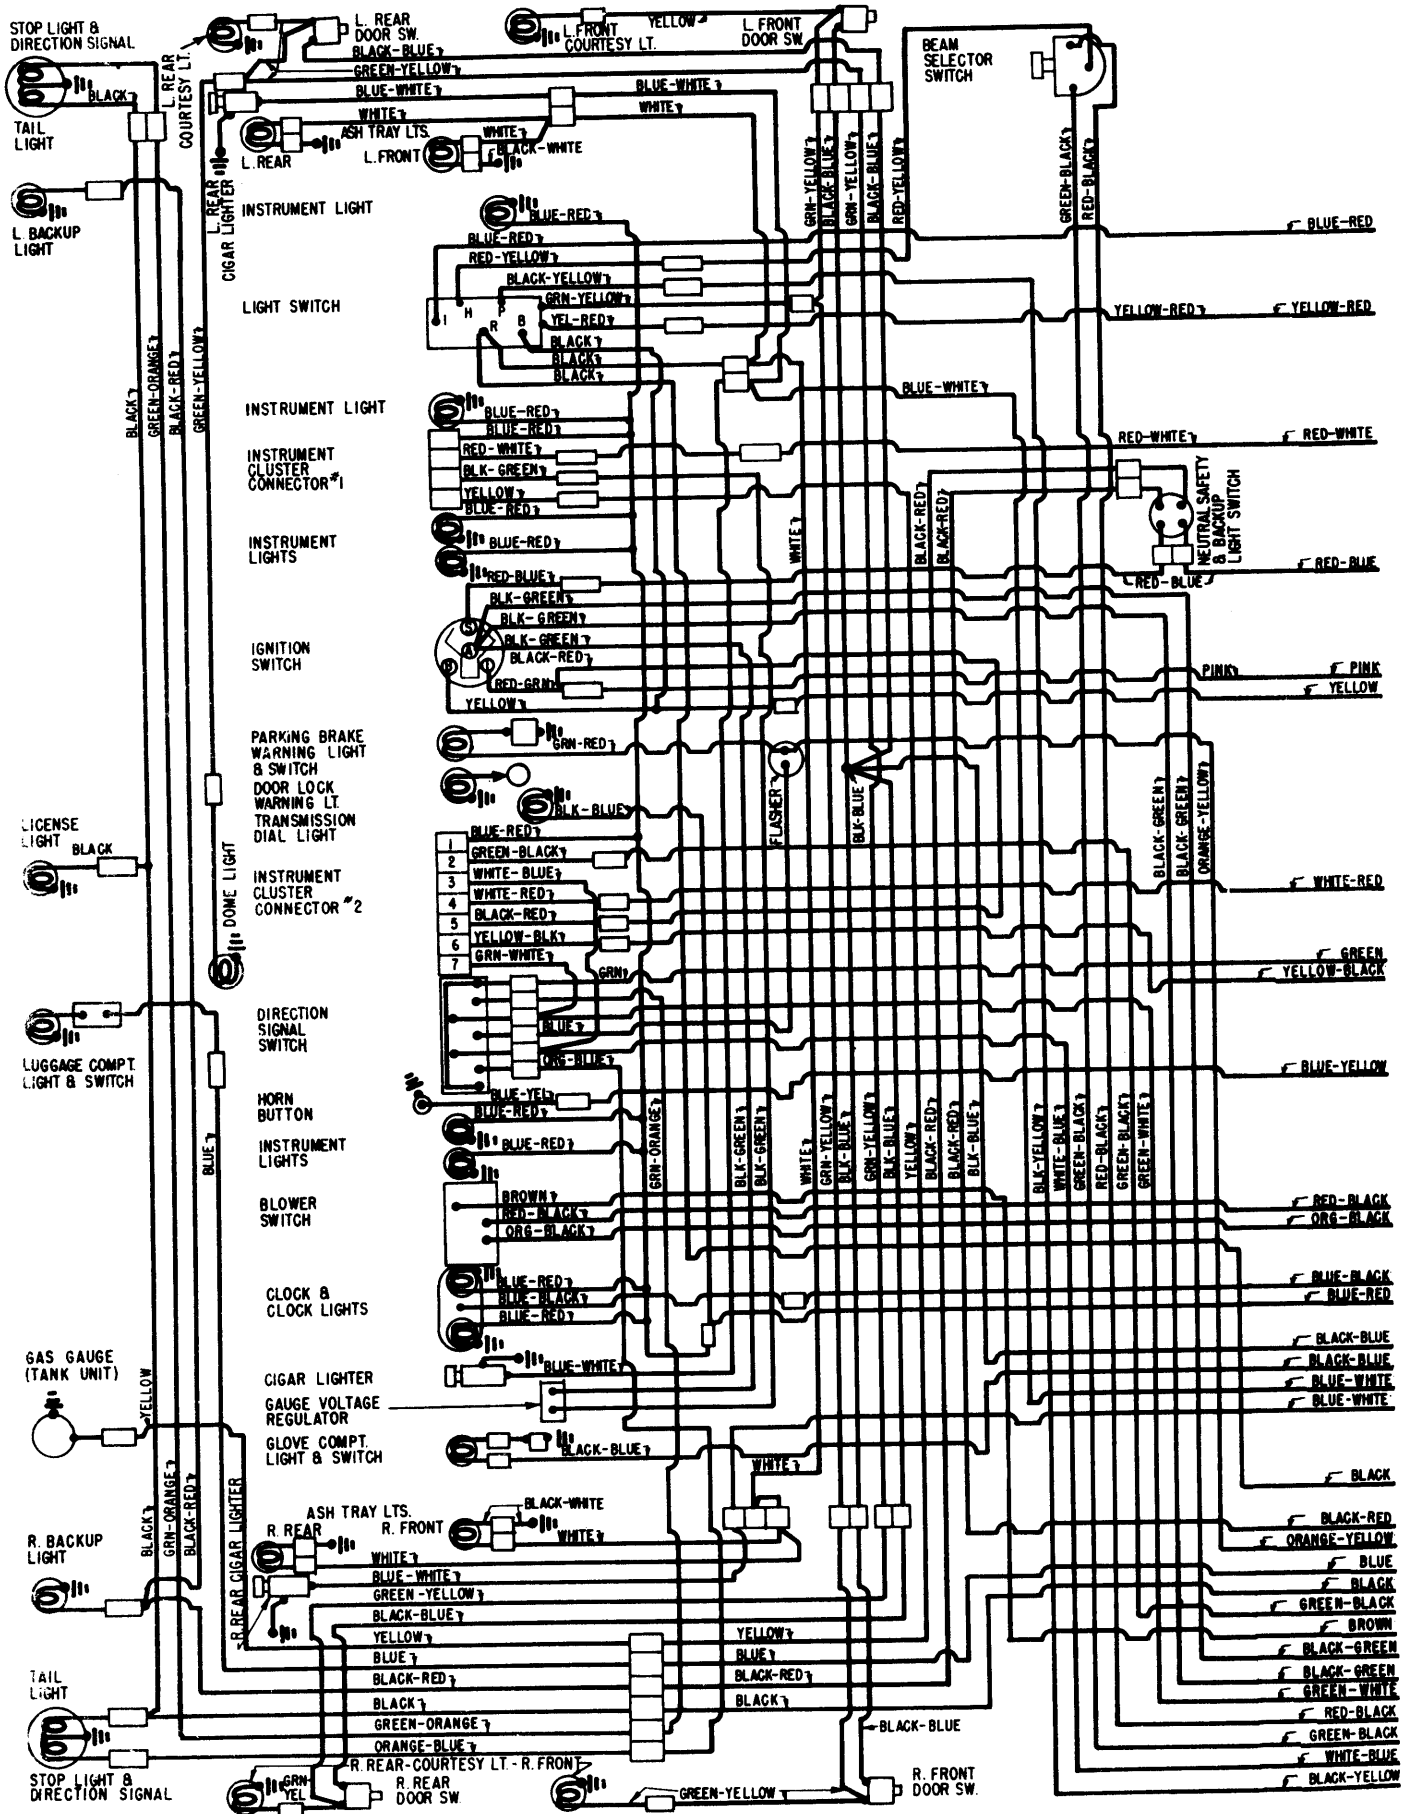 STOP LIGHT &
DIRECTION SIGNAL
BLACK
TAIL
LIGHT
L. REAR
COURTESY LT.
L. REAR
DOOR SW.
BLACK-BLUE
GREEN-YELLOW
BLUE-WHITE
WHITE
ASH TRAY LTS.
L. REAR
L. FRONT
WHITE
BLACK-WHITE
L. FRONT
COURTESY LT.
YELLOW
L. FRONT
DOOR SW.
BLUE-WHITE
WHITE
BEAM
SELECTOR
SWITCH
GRN-YELLOW
BLACK-BLUE
GRN-YELLOW
BLACK-BLUE
RED-YELLOW
GREEN-BLACK
RED-BLACK
L. BACKUP
LIGHT
L. REAR
CIGAR LIGHTER
INSTRUMENT LIGHT
BLUE-RED
BLUE-RED
BLUE-RED
RED-YELLOW
BLACK-YELLOW
LIGHT SWITCH
I
H
P
R
B
GRN-YELLOW
YEL-RED
YELLOW-RED
YELLOW-RED
BLACK
BLACK
BLACK
BLUE-WHITE
BLACK
GREEN-ORANGE
BLACK-RED
GREEN-YELLOW
INSTRUMENT LIGHT
BLUE-RED
BLUE-RED
INSTRUMENT
CLUSTER
CONNECTOR #1
RED-WHITE
RED-WHITE
RED-WHITE
BLK-GREEN
YELLOW
BLUE-RED
INSTRUMENT
LIGHTS
BLUE-RED
WHITE
BLACK-RED
BLACK-RED
NEUTRAL SAFETY
& BACKUP
LIGHT SWITCH
RED-BLUE
RED-BLUE
RED-BLUE
BLK-GREEN
BLK-GREEN
BLK-GREEN
IGNITION
SWITCH
S
A
B
I
BLACK-RED
RED-GRN
YELLOW
PINK
PINK
YELLOW
PARKING BRAKE
WARNING LIGHT
& SWITCH
GRN-RED
DOOR LOCK
WARNING LT.
TRANSMISSION
DIAL LIGHT
BLK-BLUE
FLASHER
BLK-BLUE
BLACK-GREEN
BLACK-GREEN
ORANGE-YELLOW
LICENSE
LIGHT
BLACK
DOME LIGHT
INSTRUMENT
CLUSTER
CONNECTOR #2
1
2
3
4
5
6
7
BLUE-RED
GREEN-BLACK
WHITE-BLUE
WHITE-RED
BLACK-RED
YELLOW-BLK
GRN-WHITE
WHITE-RED
GREEN
YELLOW-BLACK
GRN
DIRECTION
SIGNAL
SWITCH
BLUE
ORG-BLUE
LUGGAGE COMPT.
LIGHT & SWITCH
BLUE
HORN
BUTTON
BLUE-YEL
BLUE-YELLOW
BLUE-RED
INSTRUMENT
LIGHTS
BLUE-RED
GRN-ORANGE
BLK-GREEN
BLK-GREEN
WHITE
GRN-YELLOW
BLK-BLUE
GRN-YELLOW
BLK-BLUE
YELLOW
BLACK-RED
BLACK-RED
BLK-BLUE
BLK-YELLOW
WHITE-BLUE
GREEN-BLACK
RED-BLACK
GREEN-BLACK
GREEN-WHITE
BLOWER
SWITCH
BROWN
RED-BLACK
ORG-BLACK
RED-BLACK
ORG-BLACK
CLOCK &
CLOCK LIGHTS
BLUE-RED
BLUE-BLACK
BLUE-RED
BLUE-BLACK
BLUE-RED
BLACK-BLUE
BLACK-BLUE
BLUE-WHITE
BLUE-WHITE
GAS GAUGE
(TANK UNIT)
YELLOW
CIGAR LIGHTER
BLUE-WHITE
GAUGE VOLTAGE
REGULATOR
GLOVE COMPT.
LIGHT & SWITCH
BLACK-BLUE
WHITE
BLACK
R. REAR CIGAR LIGHTER
BLACK
GRN-ORANGE
BLACK-RED
ASH TRAY LTS.
R. REAR
R. FRONT
BLACK-WHITE
WHITE
WHITE
BLACK-RED
ORANGE-YELLOW
R. BACKUP
LIGHT
BLUE-WHITE
GREEN-YELLOW
BLACK-BLUE
YELLOW
YELLOW
BLUE
BLUE
BLACK-RED
BLACK-RED
BLACK
BLACK
GREEN-ORANGE
ORANGE-BLUE
BLACK-BLUE
BLUE
BLACK
GREEN-BLACK
BROWN
BLACK-GREEN
BLACK-GREEN
GREEN-WHITE
RED-BLACK
GREEN-BLACK
WHITE-BLUE
BLACK-YELLOW
TAIL
LIGHT
STOP LIGHT &
DIRECTION SIGNAL
R. REAR-COURTESY LT.-R. FRONT
GRN
YEL
R. REAR
DOOR SW.
GREEN-YELLOW
R. FRONT
DOOR SW.